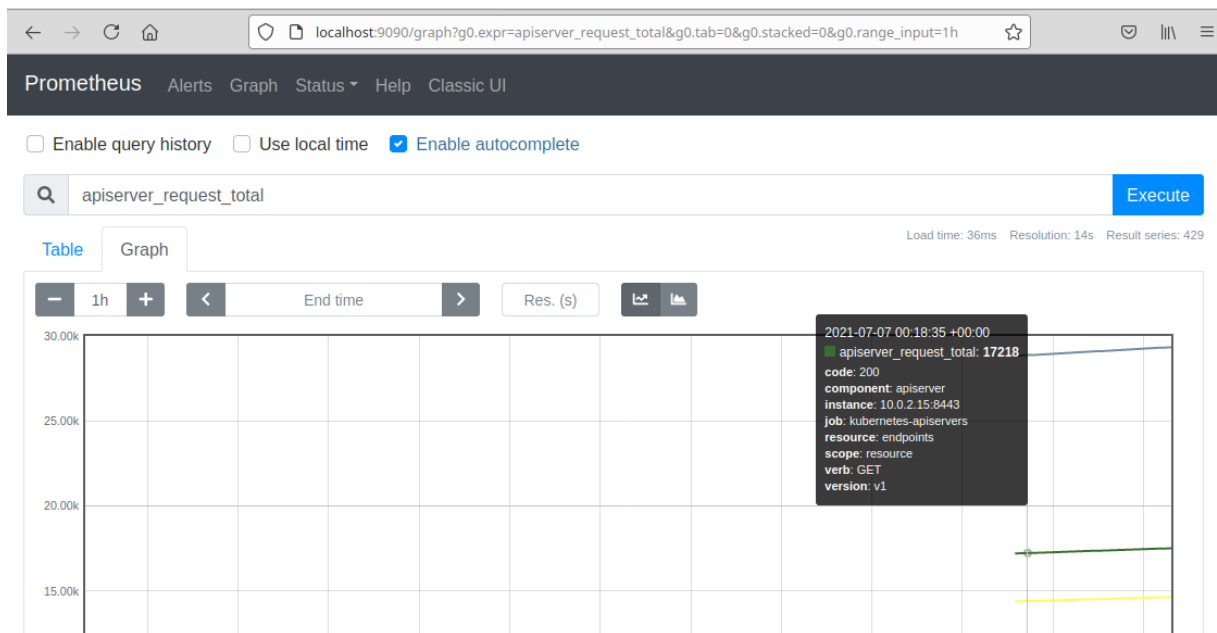 localhost:9090/graph?g0.expr=apiserver_request_total&g0.tab=0&g0.stacked=0&g0.range_input=1h
Prometheus Alerts Graph Status Help Classic UI
Enable query history Use local time Enable autocomplete
apiserver_request_total Execute
Load time: 36ms Resolution: 14s Result series: 429
Table Graph
1h End time Res. (s)
30.00k
2021-07-07 00:18:35 +00:00
apiserver_request_total: 17218
code: 200
component: apiserver
instance: 10.0.2.15:8443
job: kubernetes-apiservers
resource: endpoints
scope: resource
verb: GET
version: v1
25.00k
20.00k
15.00k